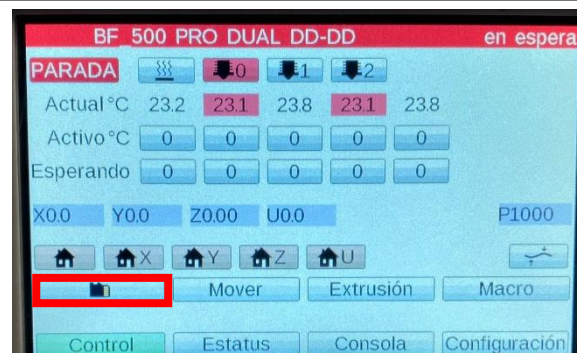 BF_500 PRO DUAL DD-DD en espera
PARADA 0 1 2
Actual °C 23.2 23.1 23.8 23.1 23.8
Activo °C 0 0 0 0 0
Esperando 0 0 0 0 0
X0.0 Y0.0 Z0.00 U0.0 P1000
X Y Z U
Mover Extrusión Macro
Control Estatus Consola Configuración